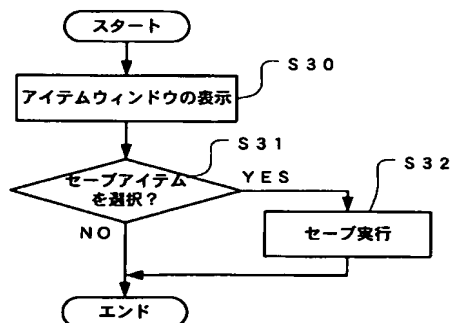 スタート
S30
アイテムウィンドウの表示
S31
セーブアイテム
を選択？
YES
S32
セーブ実行
NO
エンド